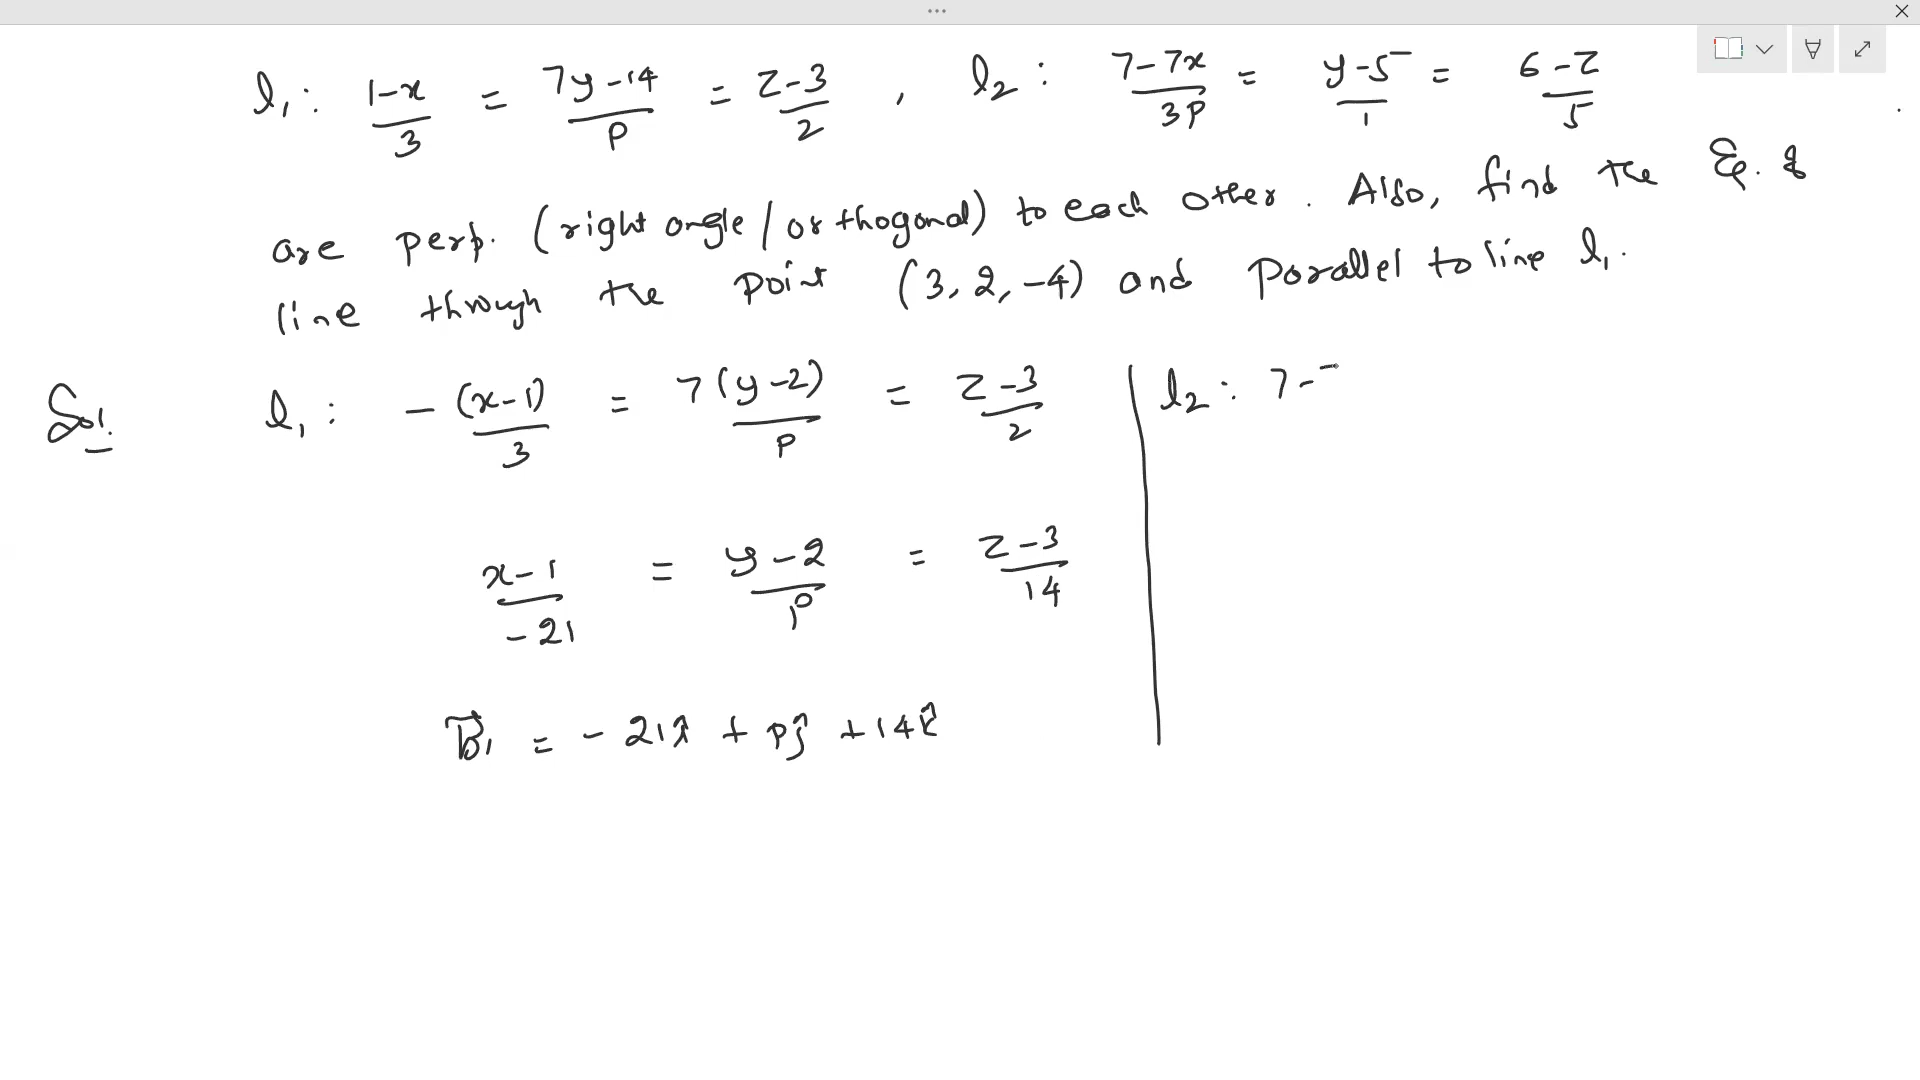 l₁: (1-x)/3 = (7y-14)/p = (z-3)/2 , l₂: (7-7x)/3p = (y-5)/1 = (6-z)/5
are perp. (right angle / orthogonal) to each other. Also, find the Eq. of
line through the point (3, 2, -4) and parallel to line l₁.
Sol. l₁: -(x-1)/3 = 7(y-2)/p = (z-3)/2 | l₂: 7-
(x-1)/-21 = (y-2)/p = (z-3)/14
b⃗₁ = -21î + pĵ + 14k̂